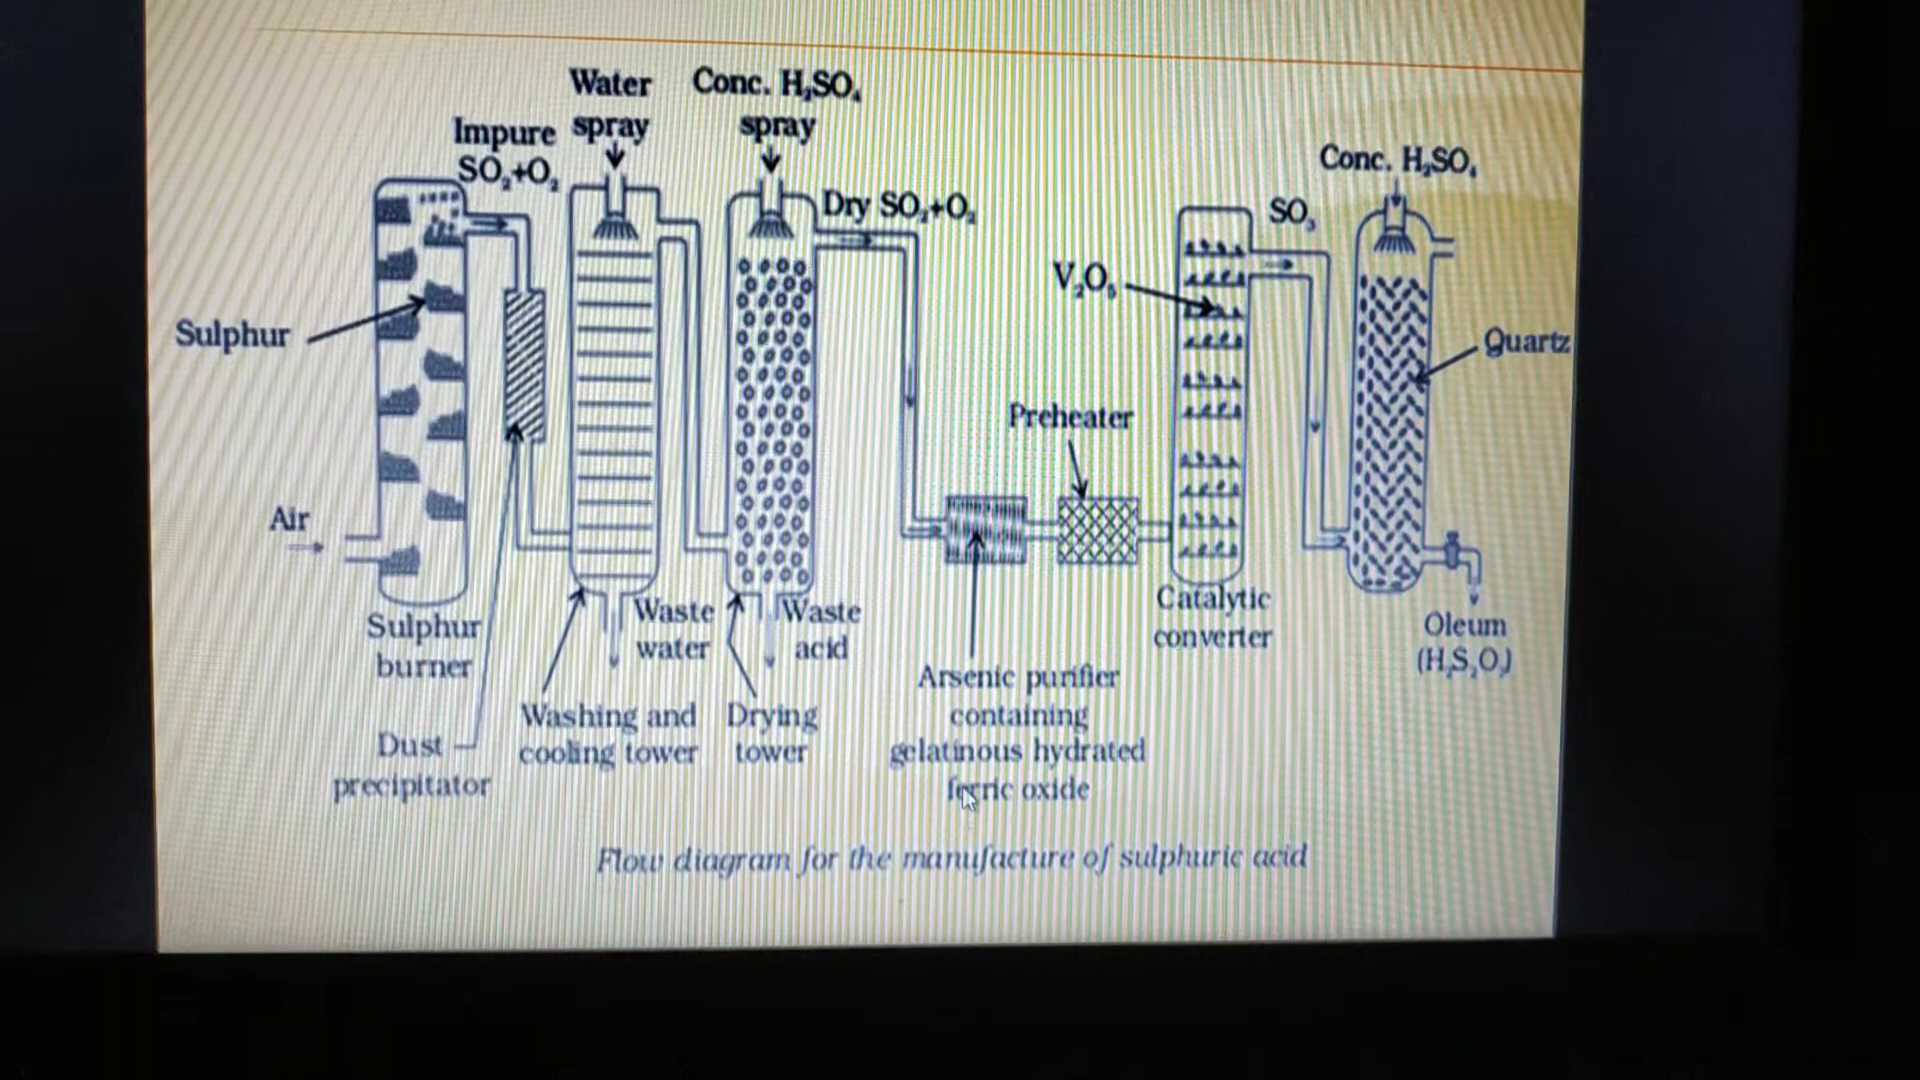 Water
spray
Conc. H₂SO₄
spray
Impure
SO₂+O₂
Dry SO₂+O₂
Conc. H₂SO₄
SO₃
V₂O₅
Sulphur
Quartz
Preheater
Air
Sulphur
burner
Waste
water
Waste
acid
Catalytic
converter
Oleum
(H₂S₂O₇)
Dust
precipitator
Washing and
cooling tower
Drying
tower
Arsenic purifier
containing
gelatinous hydrated
ferric oxide
Flow diagram for the manufacture of sulphuric acid